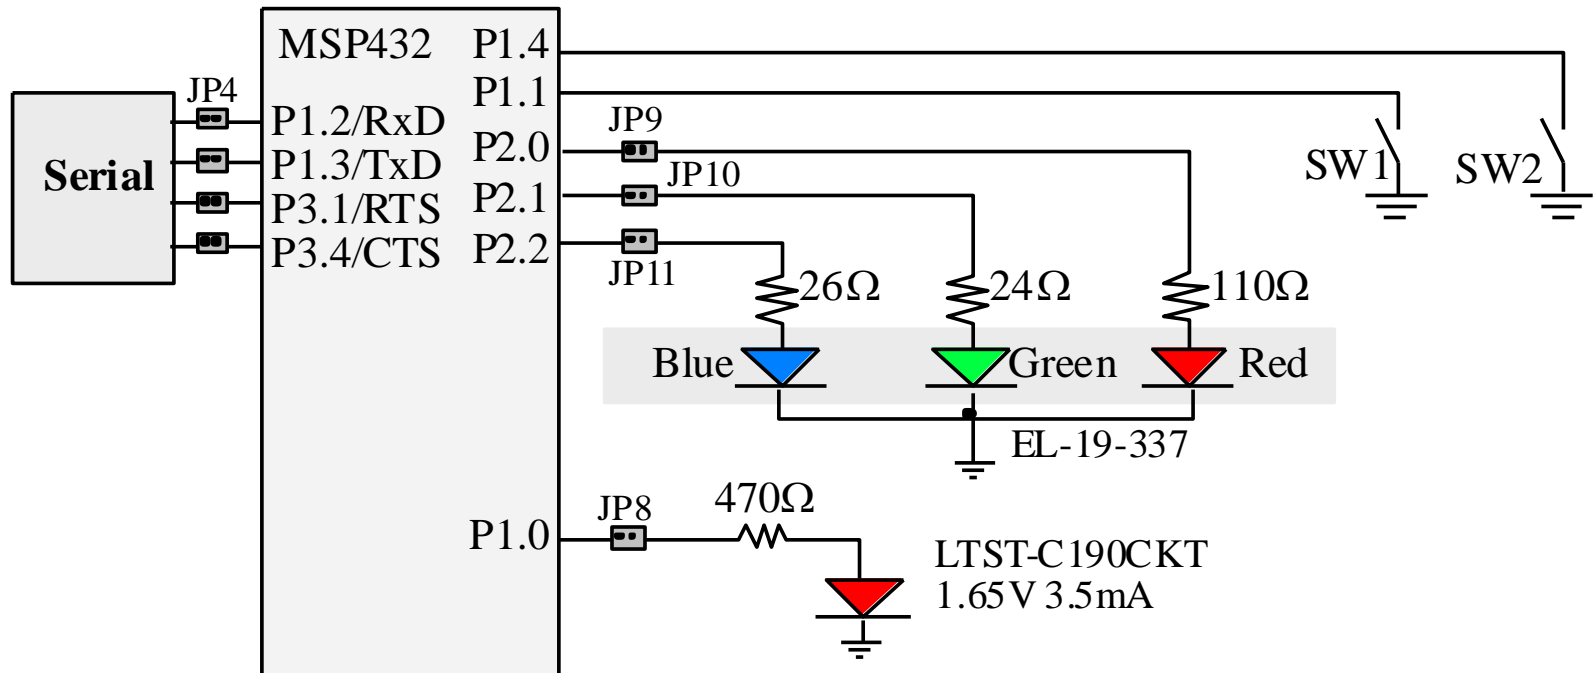 MSP432
P1.4
JP4
P1.1
P1.2/RxD
JP9
P2.0
Serial
P1.3/TxD
JP10
SW1
SW2
P3.1/RTS
P2.1
P3.4/CTS
P2.2
JP11
26Ω
24Ω
110Ω
Blue
Green
Red
EL-19-337
JP8
470Ω
P1.0
LTST-C190CKT
1.65V 3.5mA